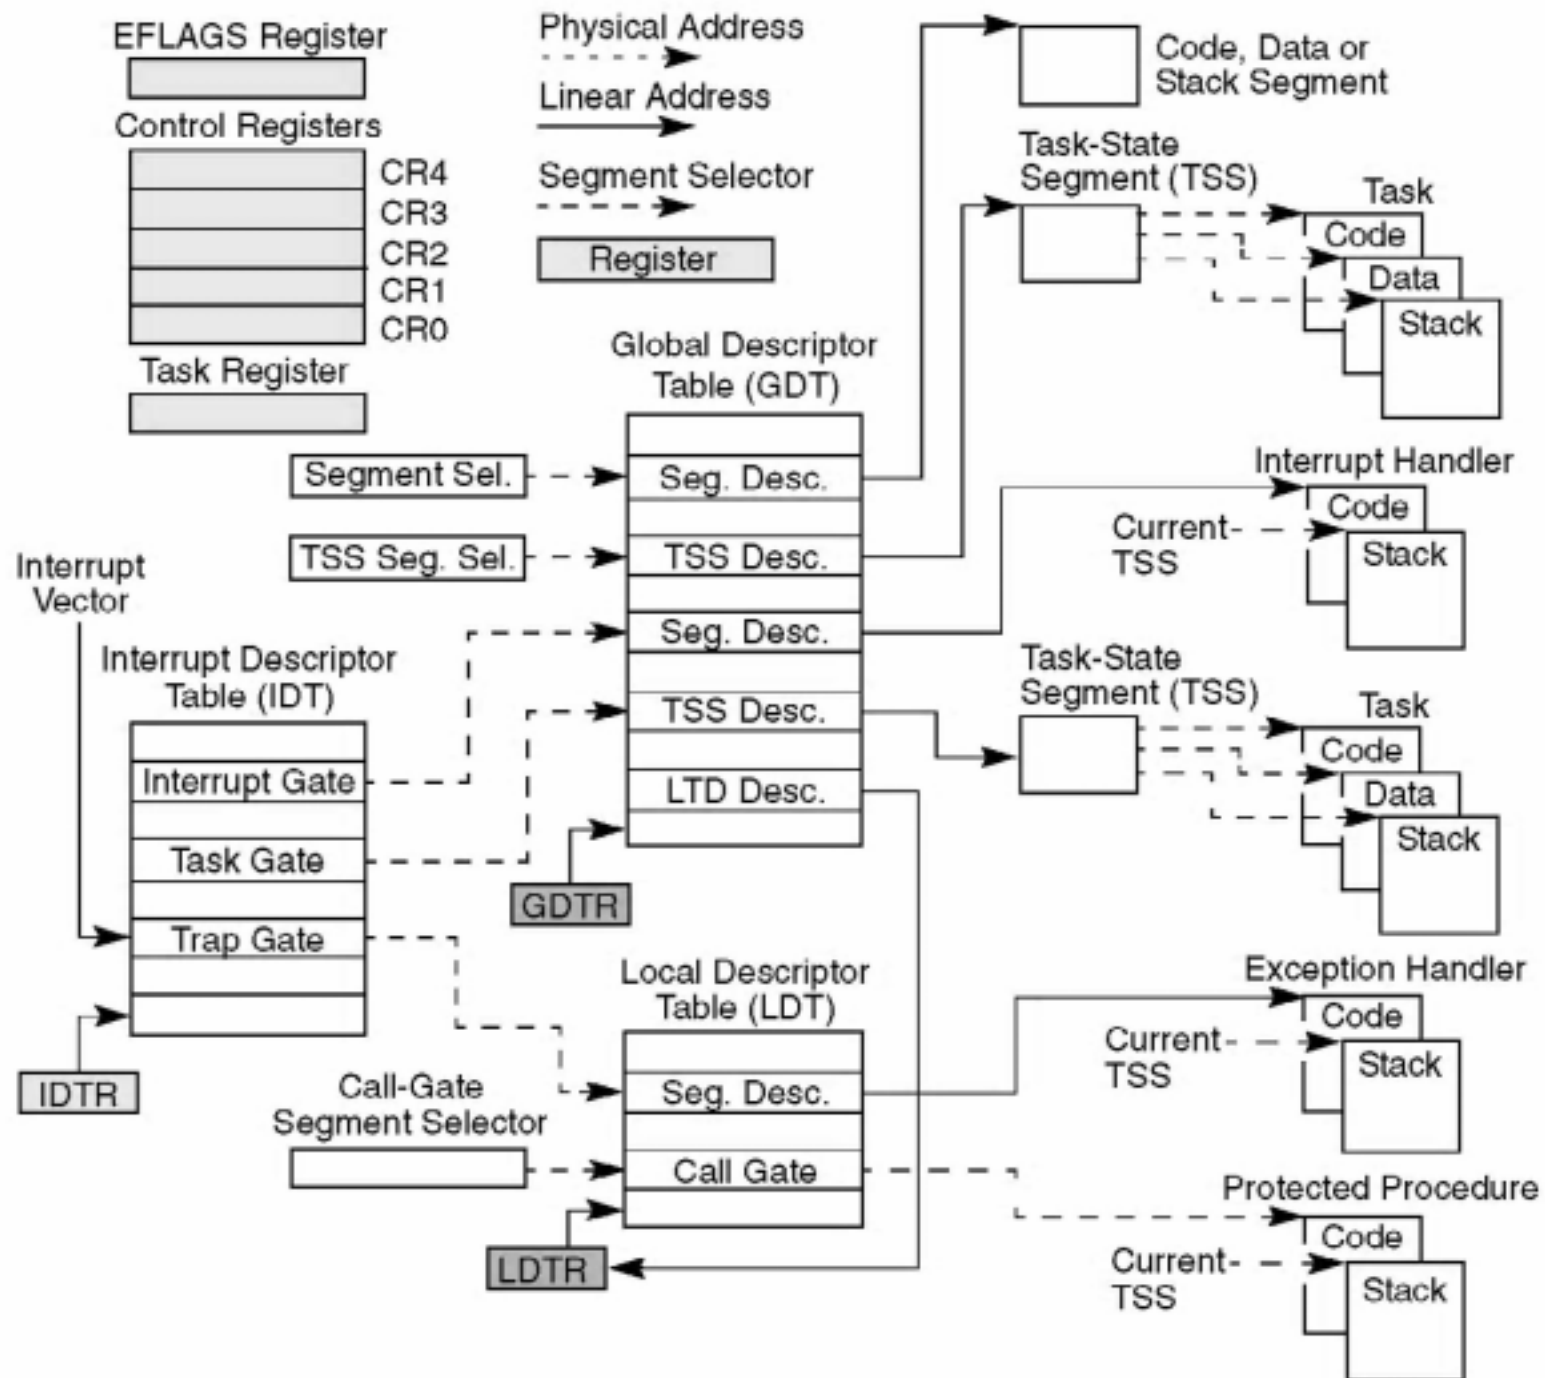 EFLAGS Register
Control Registers
CR4
CR3
CR2
CR1
CR0
Task Register
Physical Address
Linear Address
Segment Selector
Register
Code, Data or
Stack Segment
Task-State
Segment (TSS)
Task
Code
Data
Stack
Global Descriptor
Table (GDT)
Segment Sel.
Seg. Desc.
TSS Seg. Sel.
TSS Desc.
Seg. Desc.
TSS Desc.
LTD Desc.
GDTR
Interrupt Handler
Code
Current
TSS
Stack
Interrupt
Vector
Interrupt Descriptor
Table (IDT)
Interrupt Gate
Task Gate
Trap Gate
IDTR
Task-State
Segment (TSS)
Task
Code
Data
Stack
Local Descriptor
Table (LDT)
Call-Gate
Segment Selector
Seg. Desc.
Call Gate
LDTR
Exception Handler
Code
Current
TSS
Stack
Protected Procedure
Code
Current
TSS
Stack